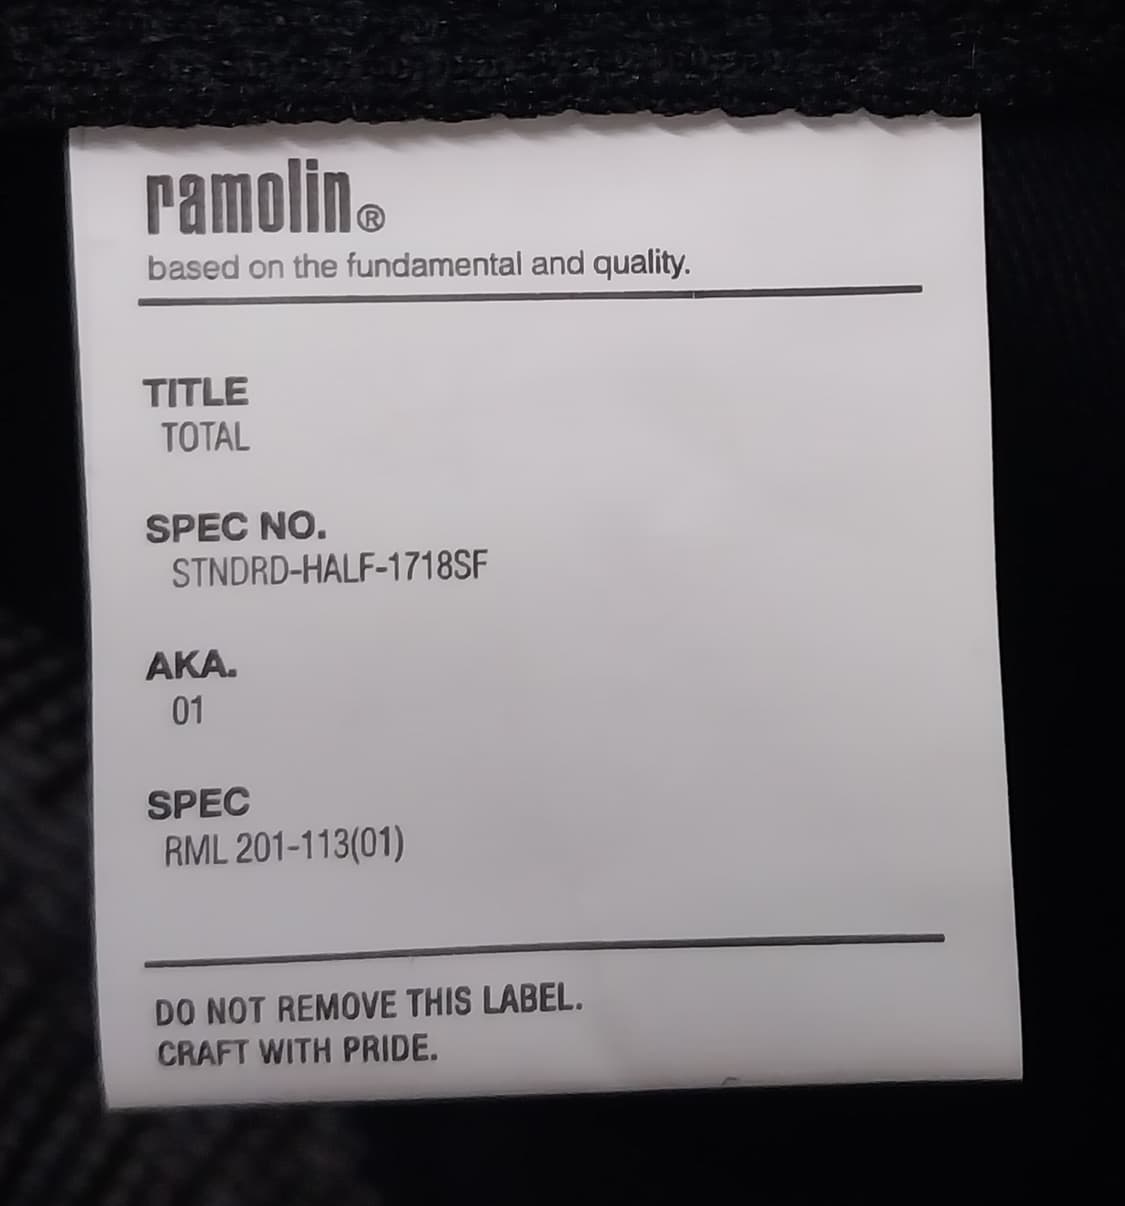 ramolin®
based on the fundamental and quality.
TITLE
TOTAL
SPEC NO.
STNDRD-HALF-1718SF
AKA.
01
SPEC
RML 201-113(01)
DO NOT REMOVE THIS LABEL.
CRAFT WITH PRIDE.